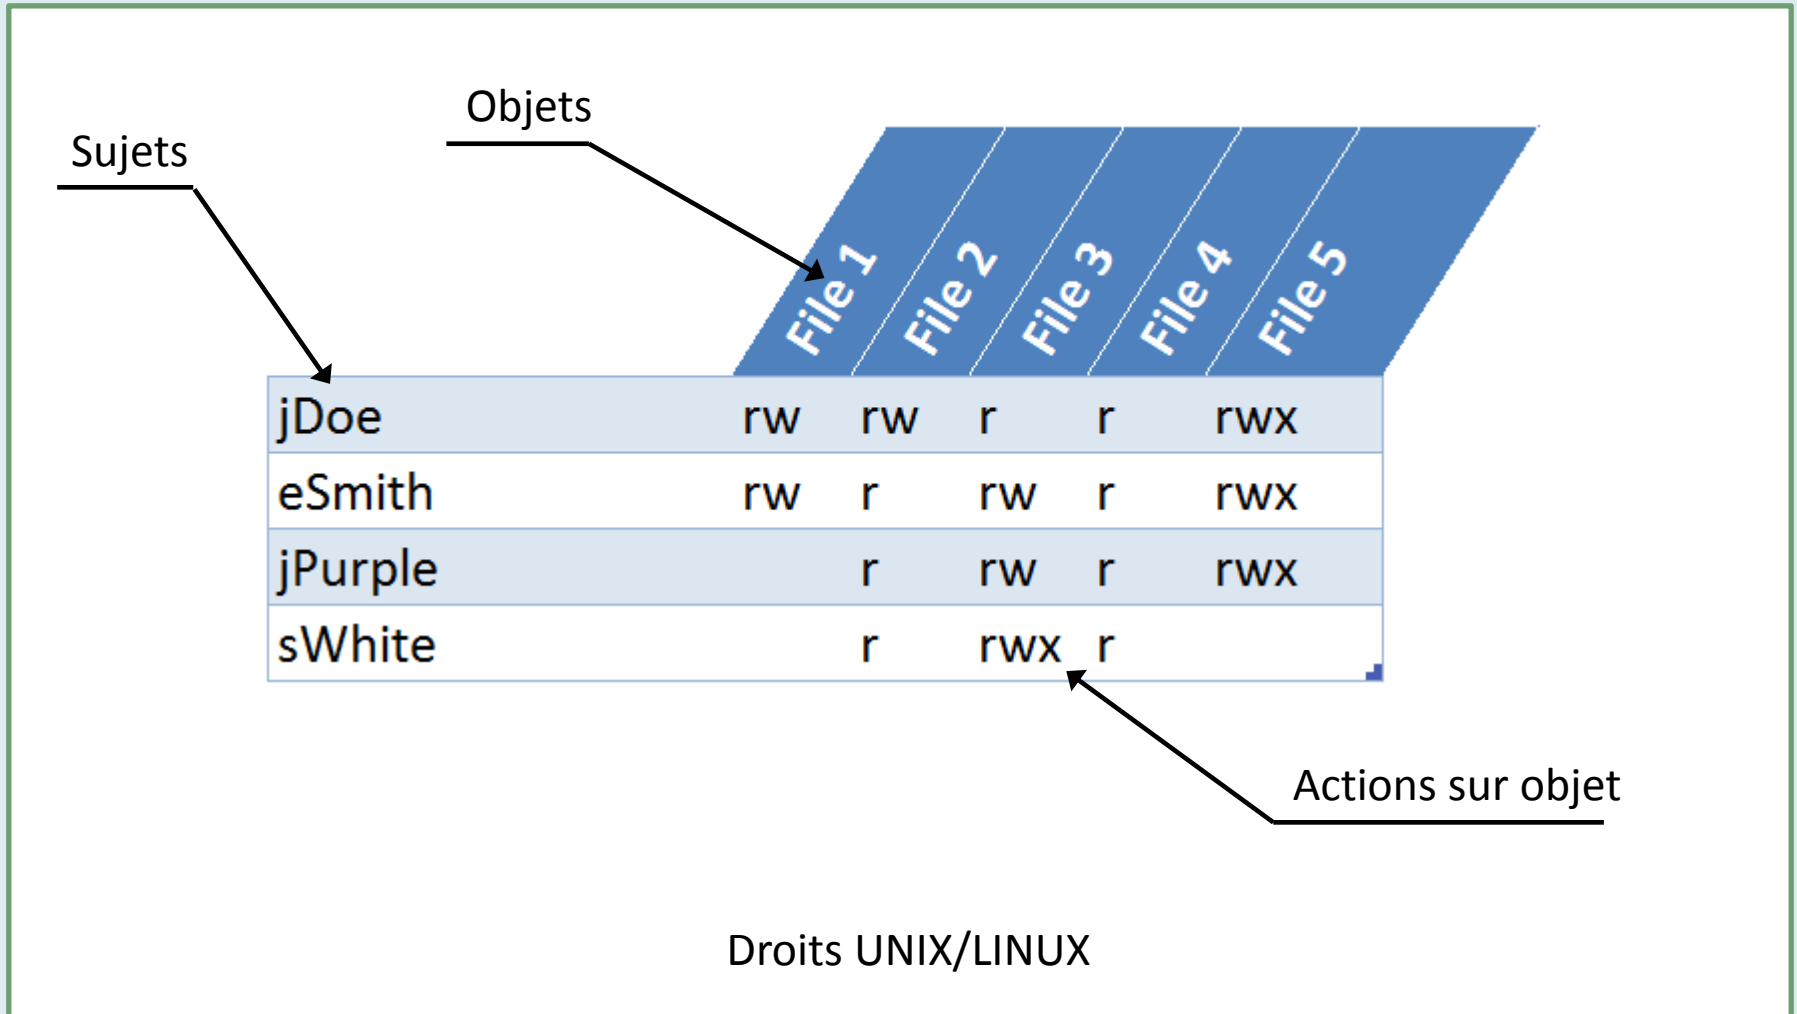 Objets
Sujets
File 1 File 2 File 3 File 4 File 5
jDoe rw rw r r rwx
eSmith rw r rw r rwx
jPurple r rw r rwx
sWhite r rwx r
Actions sur objet
Droits UNIX/LINUX